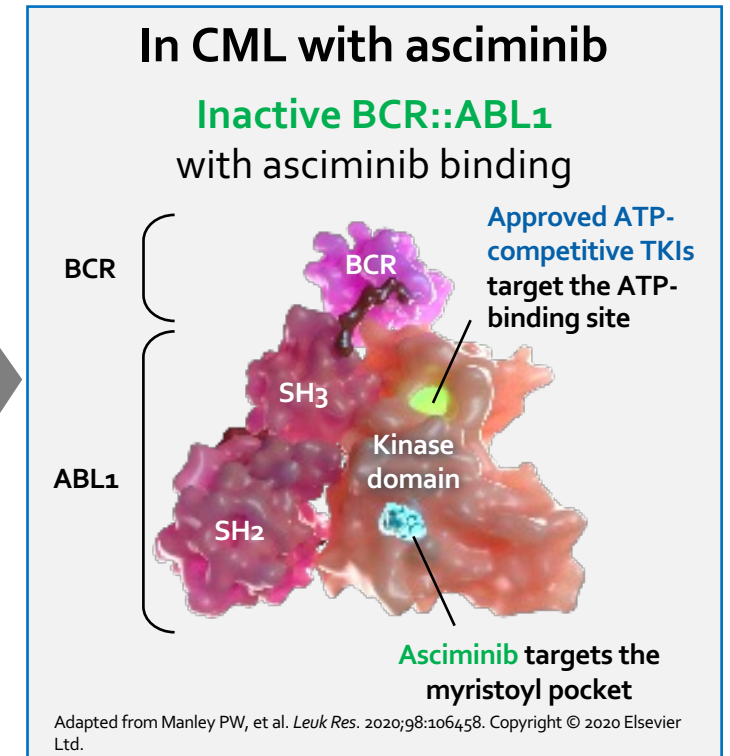 In CML with asciminib
Inactive BCR::ABL1
with asciminib binding
Approved ATP-
competitive TKIs
target the ATP-
binding site
BCR
BCR
SH3
Kinase
domain
ABL1
SH2
Asciminib targets the
myristoyl pocket
Adapted from Manley PW, et al. Leuk Res. 2020;98:106458. Copyright © 2020 Elsevier
Ltd.